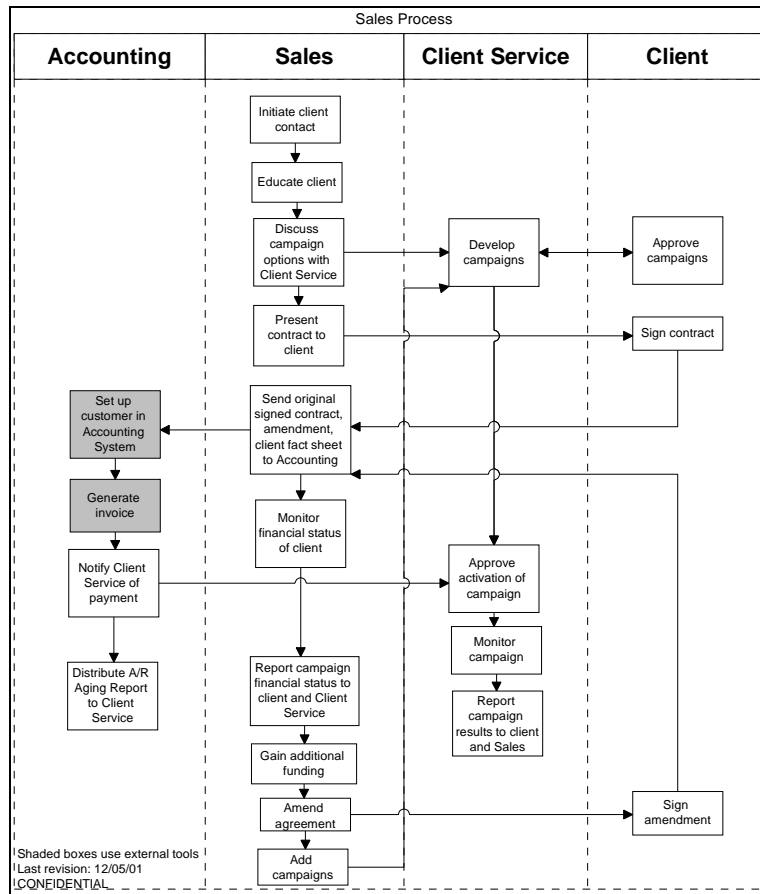 Sales Process
Accounting
Sales
Client Service
Client
Initiate client
contact
Educate client
Discuss
campaign
options with
Client Service
Develop
campaigns
Approve
campaigns
Present
contract to
client
Sign contract
Set up
customer in
Accounting
System
Send original
signed contract,
amendment,
client fact sheet
to Accounting
Generate
invoice
Monitor
financial status
of client
Notify Client
Service of
payment
Approve
activation of
campaign
Monitor
campaign
Distribute A/R
Aging Report
to Client
Service
Report campaign
financial status to
client and Client
Service
Report
campaign
results to client
and Sales
Gain additional
funding
Amend
agreement
Sign
amendment
Add
campaigns
Shaded boxes use external tools
Last revision: 12/05/01
CONFIDENTIAL